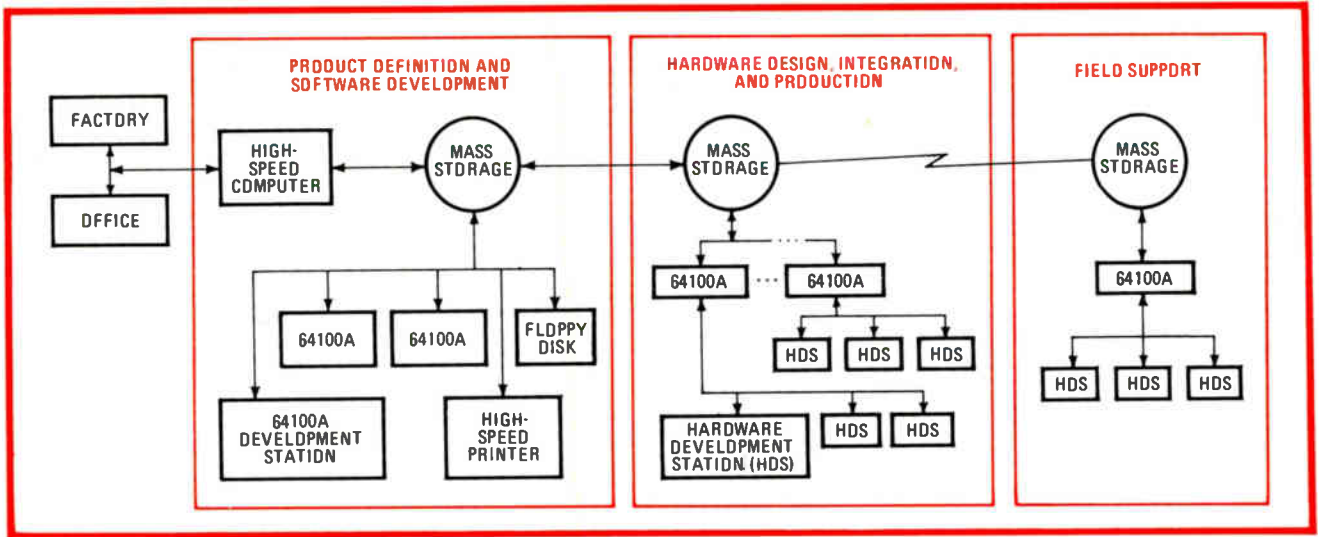 PRODUCT DEFINITION AND
SOFTWARE DEVELOPMENT
HARDWARE DESIGN, INTEGRATION,
AND PRODUCTION
FIELD SUPPORT
FACTORY
OFFICE
HIGH-
SPEED
COMPUTER
MASS
STORAGE
64100A
64100A
FLOPPY
DISK
64100A
DEVELOPMENT
STATION
HIGH-
SPEED
PRINTER
MASS
STORAGE
64100A
...
64100A
HDS
HDS
HDS
HARDWARE
DEVELOPMENT
STATION (HDS)
HDS
HDS
MASS
STORAGE
64100A
HDS
HDS
HDS